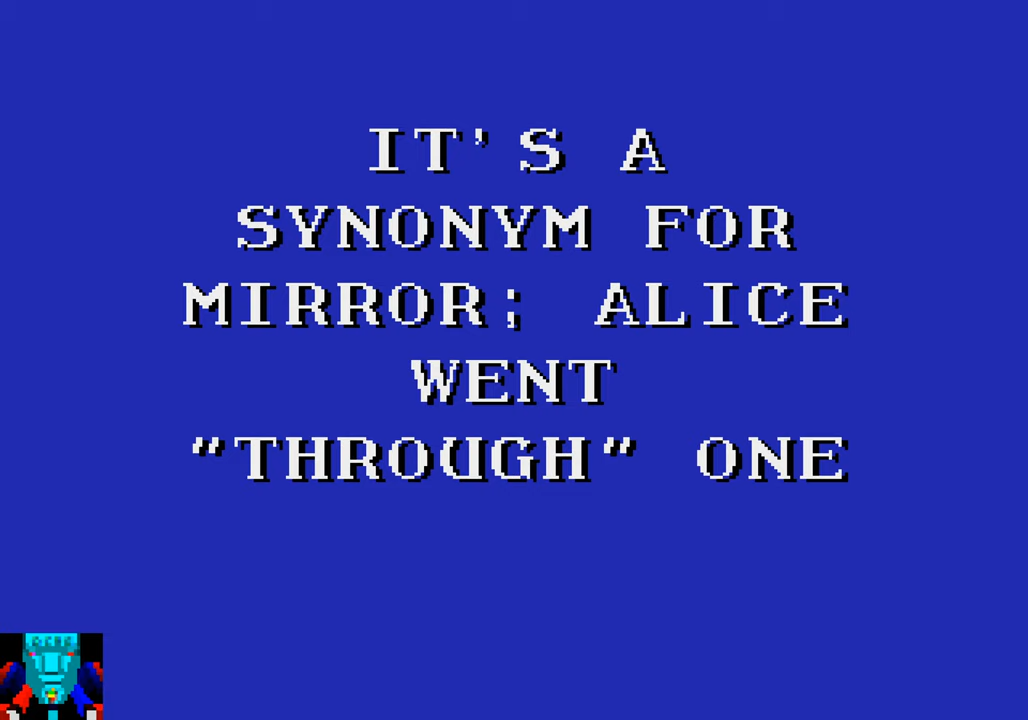 IT'S A
SYNONYM FOR
MIRROR; ALICE
WENT
"THROUGH" ONE